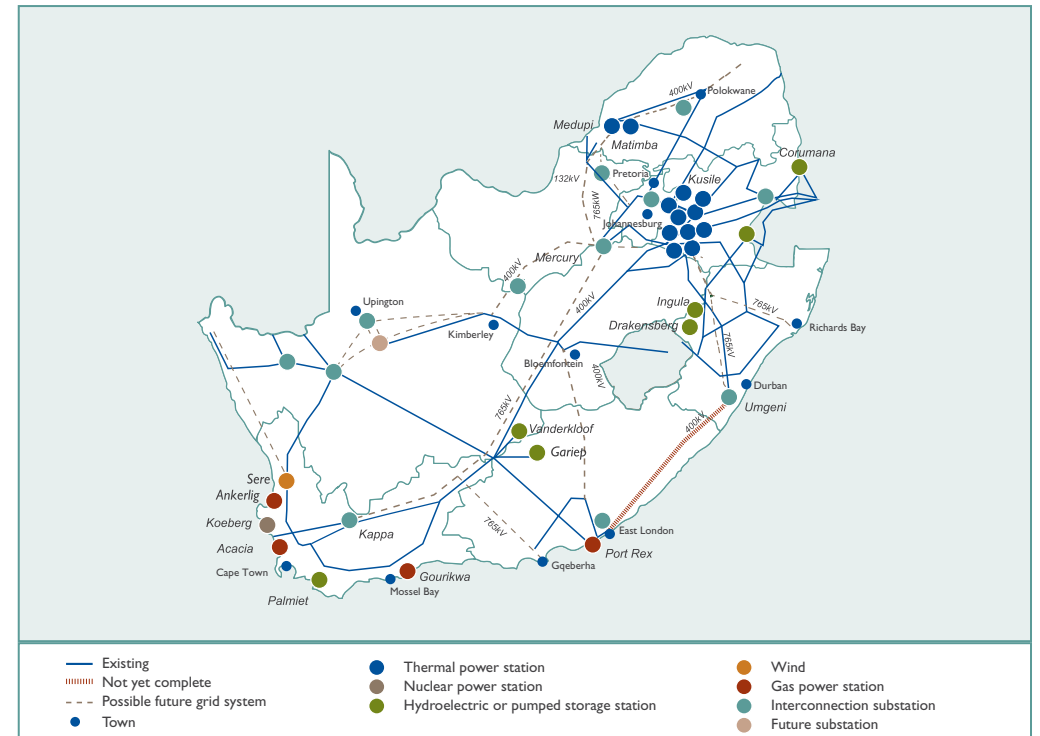 400kV
Polokwane
Medupi
Matimba
Corumana
132kV
Pretoria
Kusile
765kW
Johannesburg
Mercury
400kV
400kV
Upington
Ingula
765kV
Kimberley
Drakensberg
Richards Bay
Bloemfontein
765kV
400kV
Durban
765kV
Umgeni
400kV
Vanderkloof
Gariep
Sere
Ankerlig
Koeberg
765kV
East London
Kappa
Acacia
Port Rex
Cape Town
Gqeberha
Gourikwa
Mossel Bay
Palmiet
Existing
Not yet complete
Possible future grid system
Town
Thermal power station
Nuclear power station
Hydroelectric or pumped storage station
Wind
Gas power station
Interconnection substation
Future substation